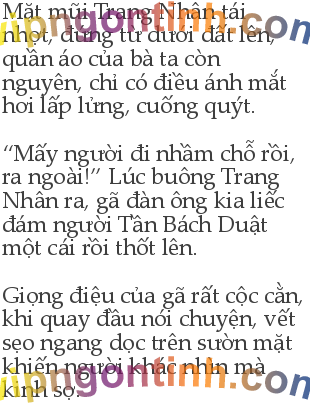 Mặt mũi Trang Nhân tái
nhợt, đứng từ dưới đất lên,
quần áo của bà ta còn
nguyên, chỉ có điều ánh mắt
hơi lấp lửng, cuống quýt.
“Mấy người đi nhầm chỗ rồi,
ra ngoài!” Lúc buông Trang
Nhân ra, gã đàn ông kia liếc
đám người Tần Bách Duật
một cái rồi thốt lên.
Giọng điệu của gã rất cộc cằn,
khi quay đầu nói chuyện, vết
sẹo ngang dọc trên sườn mặt
khiến người khác nhìn mà
kinh sợ.
vipngontinh.com
vipngontinh.com